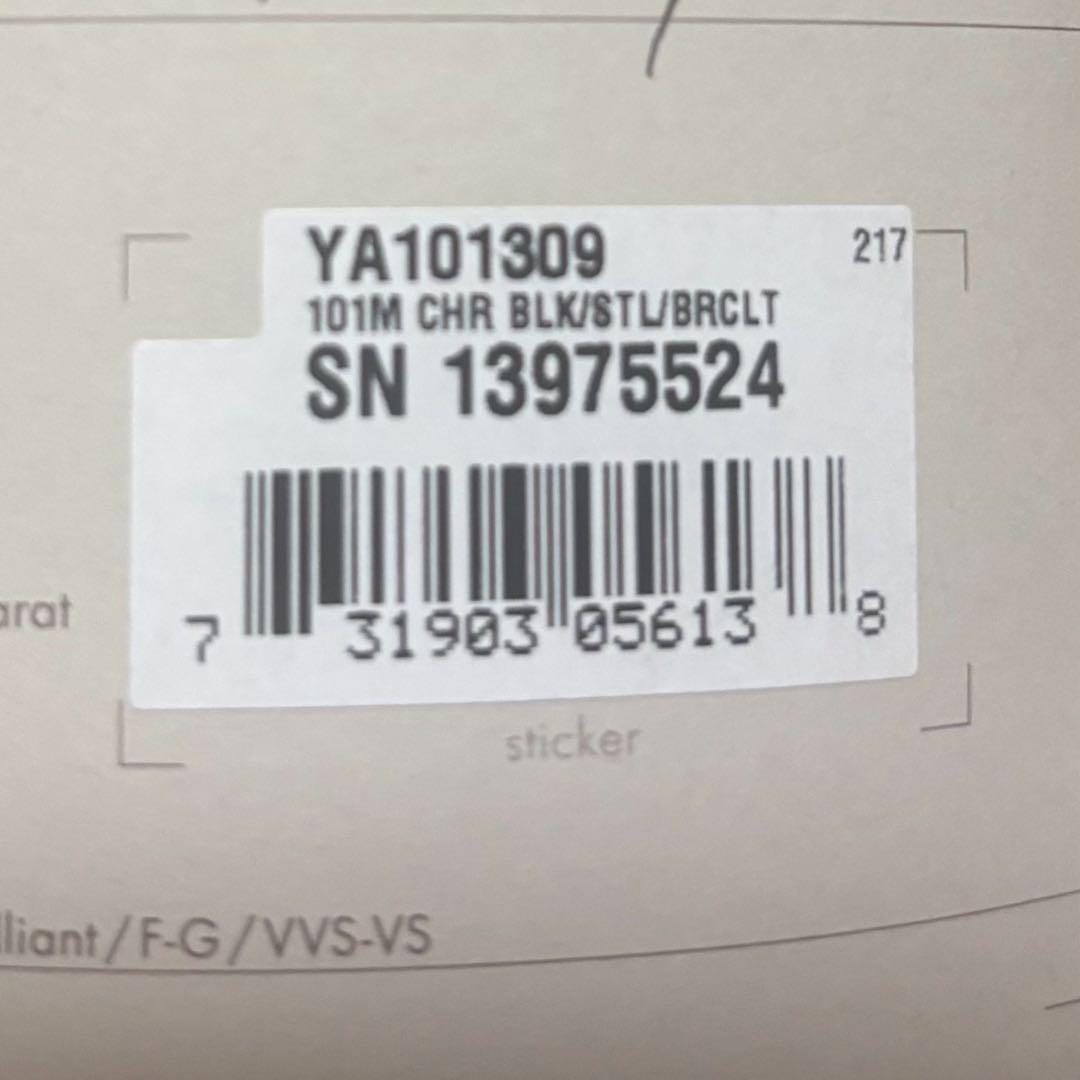 YA101309 217
101M CHR BLK/STL/BRCLT
SN 13975524
7 31903 05613 8
arat
sticker
lliant/F-G/VVS-VS